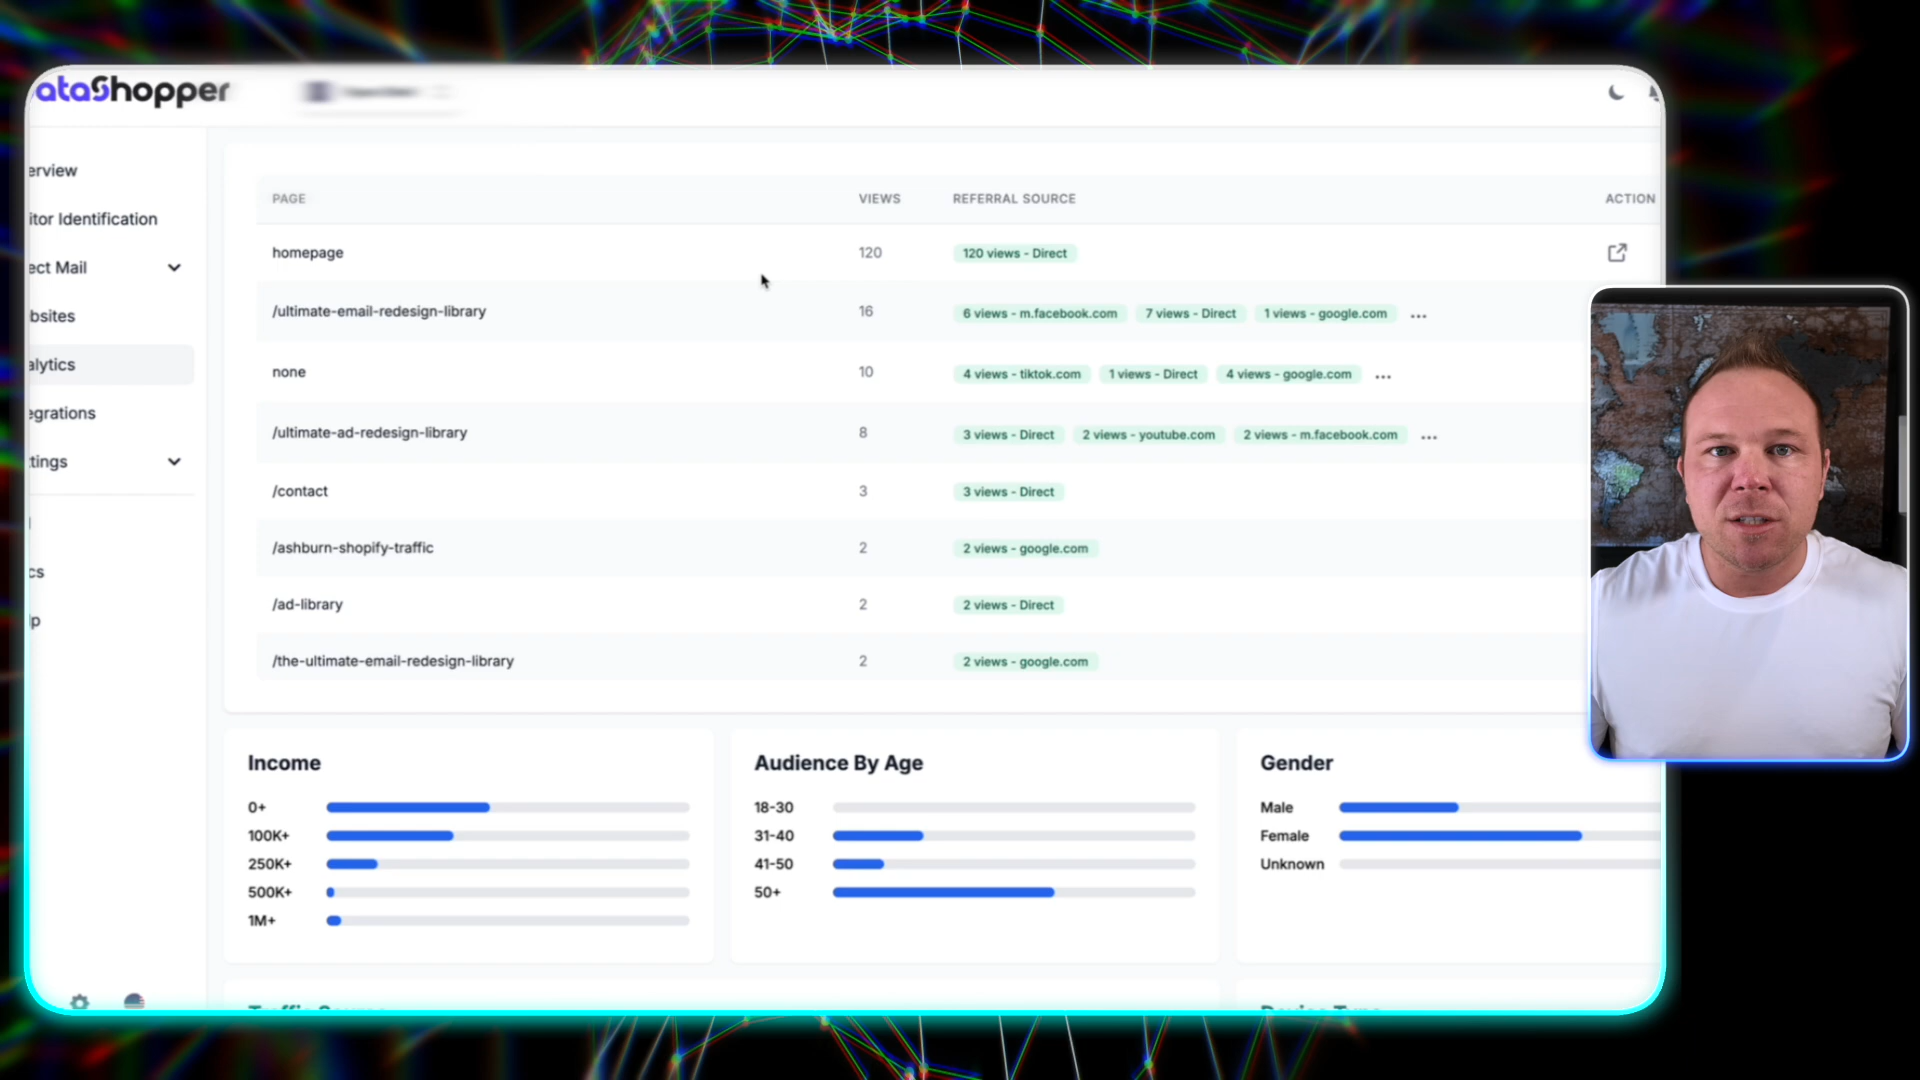 ataShopper
erview
itor Identification
ect Mail
bsites
alytics
egrations
tings
cs
lp
PAGE VIEWS REFERRAL SOURCE ACTION
homepage 120 120 views - Direct
/ultimate-email-redesign-library 16 6 views - m.facebook.com 7 views - Direct 1 views - google.com ...
none 10 4 views - tiktok.com 1 views - Direct 4 views - google.com ...
/ultimate-ad-redesign-library 8 3 views - Direct 2 views - youtube.com 2 views - m.facebook.com ...
/contact 3 3 views - Direct
/ashburn-shopify-traffic 2 2 views - google.com
/ad-library 2 2 views - Direct
/the-ultimate-email-redesign-library 2 2 views - google.com
Income
0+
100K+
250K+
500K+
1M+
Audience By Age
18-30
31-40
41-50
50+
Gender
Male
Female
Unknown